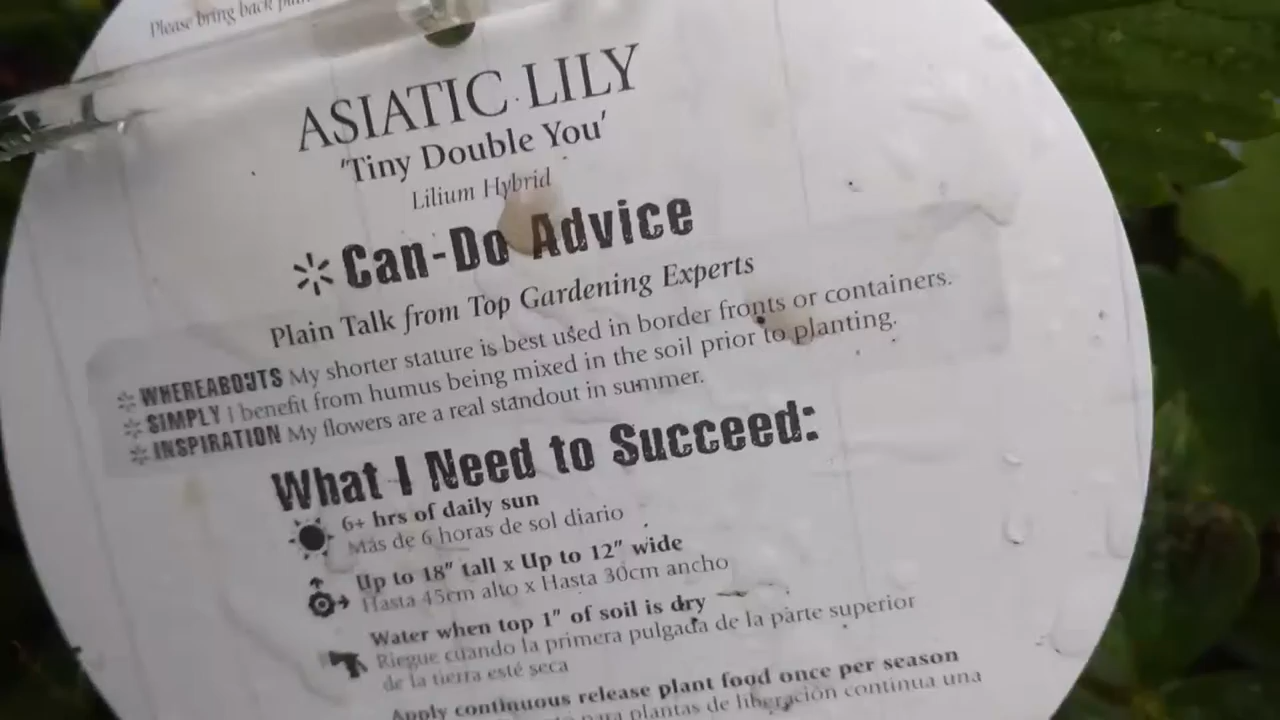 Please bring back
ASIATIC LILY
'Tiny Double You'
Lilium Hybrid
Can-Do Advice
Plain Talk from Top Gardening Experts
WHEREABOUTS My shorter stature is best used in border fronts or containers.
SIMPLY I benefit from humus being mixed in the soil prior to planting.
INSPIRATION My flowers are a real standout in summer.
What I Need to Succeed:
6+ hrs of daily sun
Más de 6 horas de sol diario
Up to 18" tall x Up to 12" wide
Hasta 45cm alto x Hasta 30cm ancho
Water when top 1" of soil is dry
Riegue cuando la primera pulgada de la parte superior
de la tierra esté seca
Apply continuous release plant food once per season
para plantas de liberación continua una